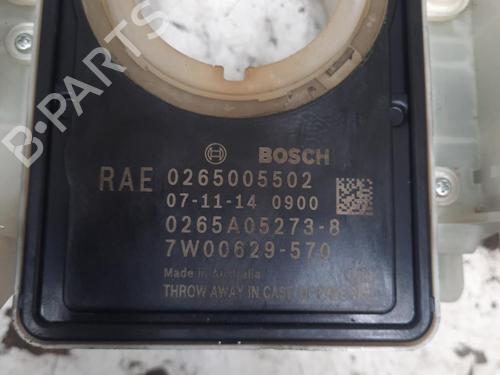 B-PARTS
BOSCH
RAE 0265005502
07-11-14 0900
0265A05273-8
7W00629-570
Made in Australia
THROW AWAY IN CASE OF